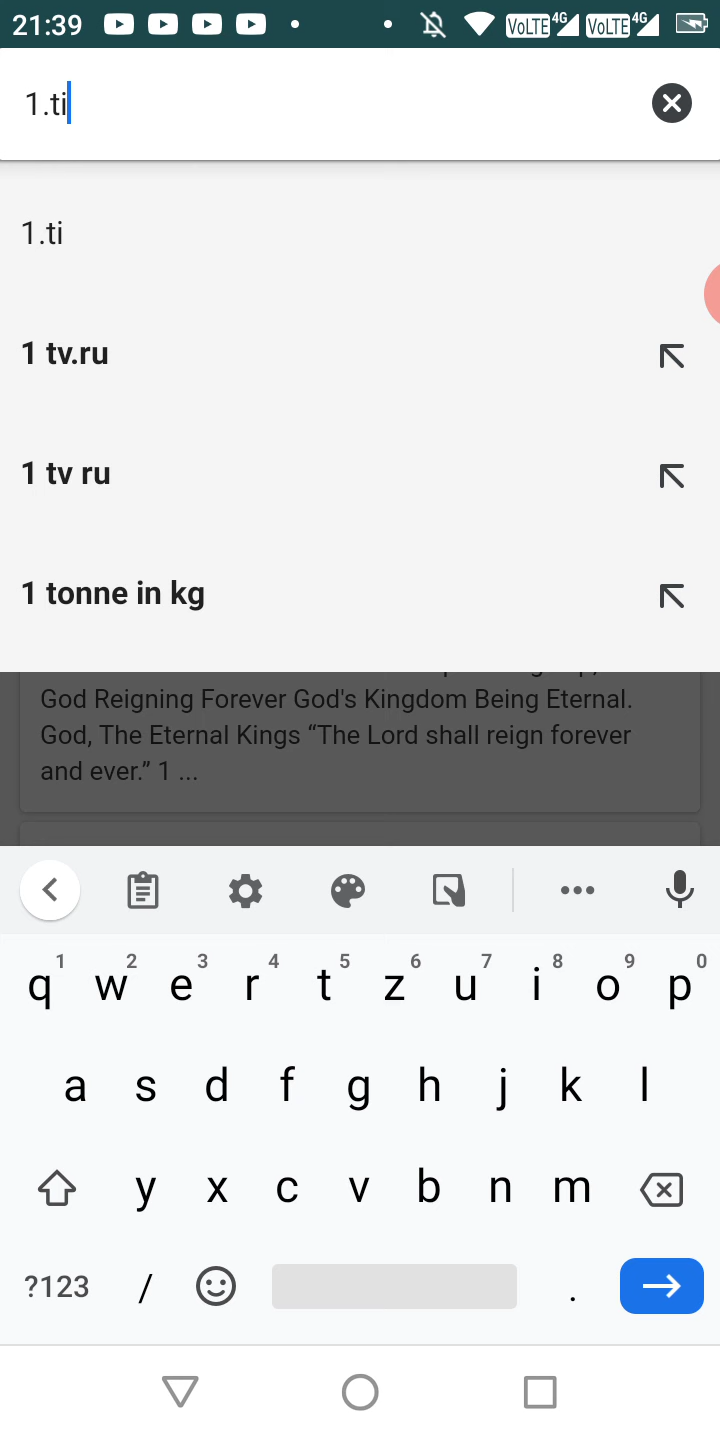 21:39
VoLTE 4G VoLTE 4G
1.ti
1.ti
1 tv.ru
1 tv ru
1 tonne in kg
God Reigning Forever God's Kingdom Being Eternal.
God, The Eternal Kings “The Lord shall reign forever
and ever.” 1 ...
1 2 3 4 5 6 7 8 9 0
q w e r t z u i o p
a s d f g h j k l
y x c v b n m
?123 / .